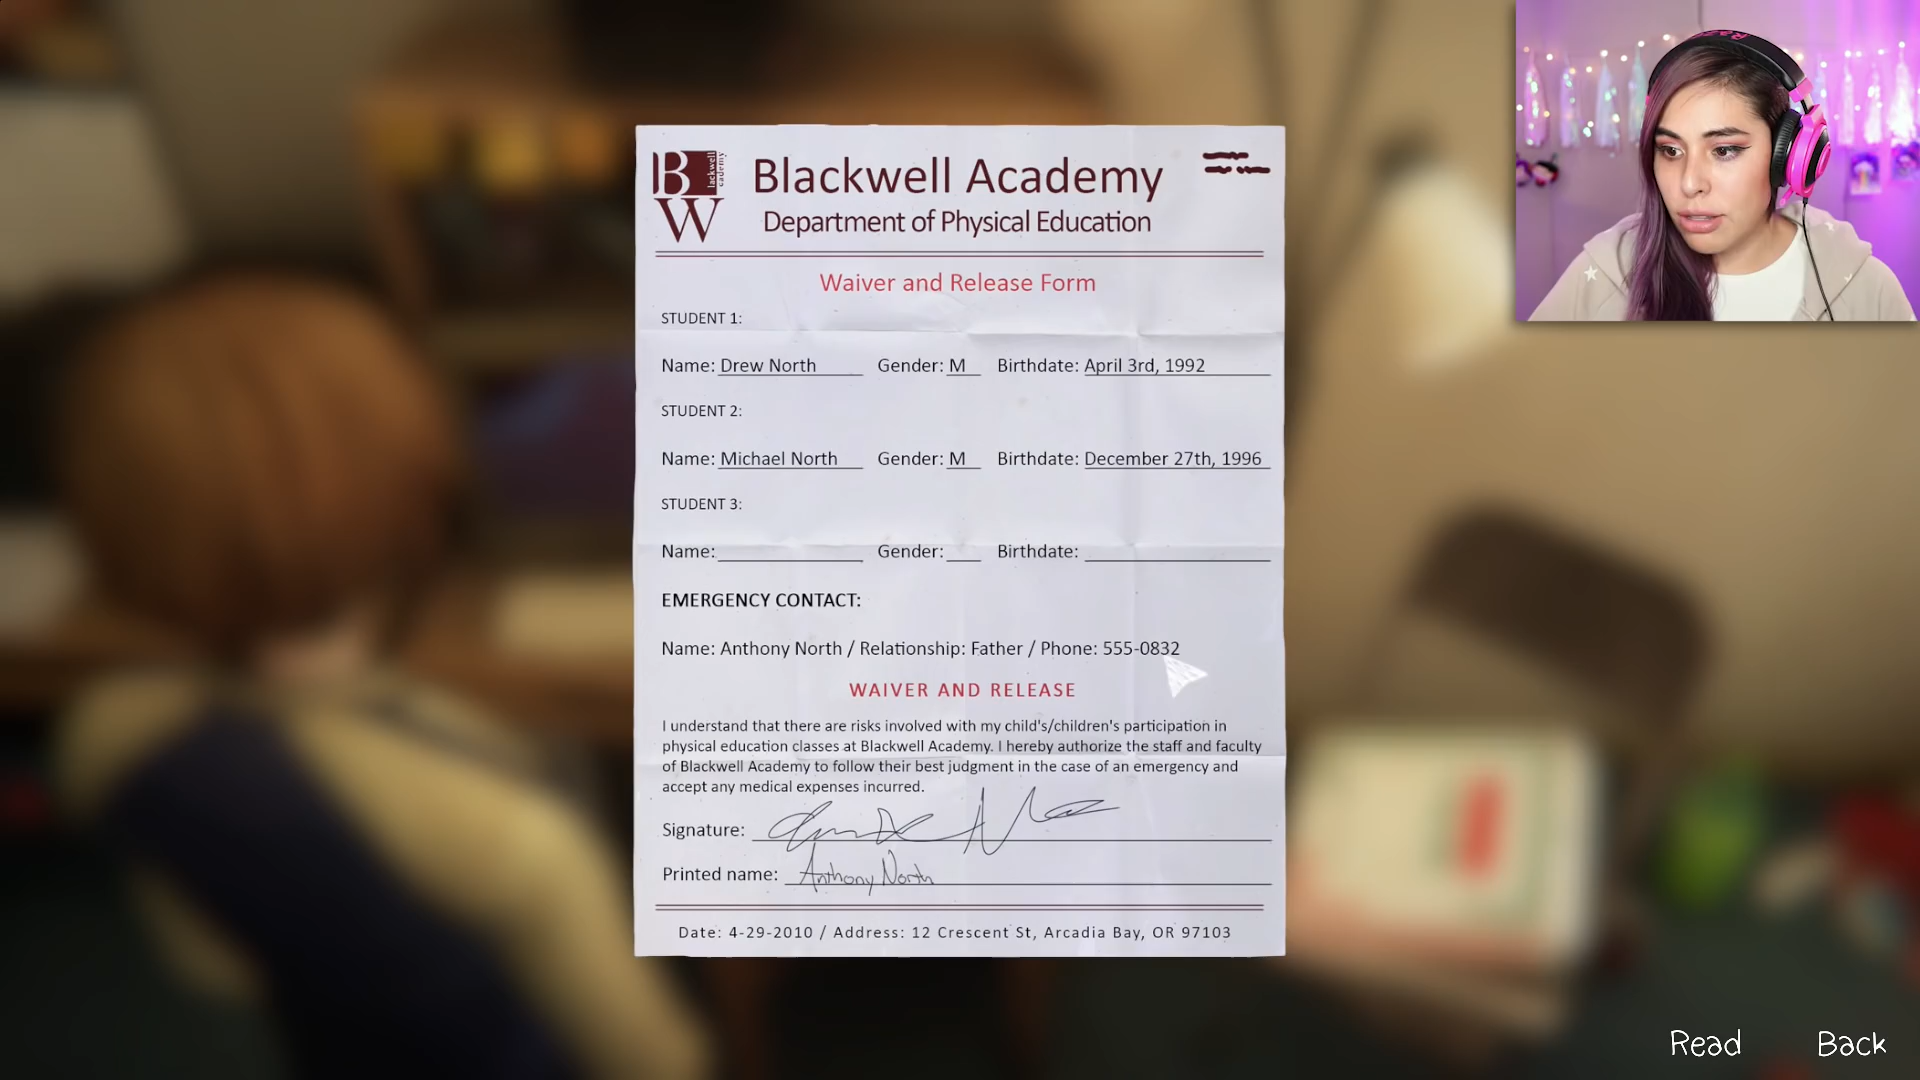 BW lackwell cademy
Blackwell Academy
Department of Physical Education
Waiver and Release Form
STUDENT 1:
Name: Drew North Gender: M Birthdate: April 3rd, 1992
STUDENT 2:
Name: Michael North Gender: M Birthdate: December 27th, 1996
STUDENT 3:
Name: Gender: Birthdate:
EMERGENCY CONTACT:
Name: Anthony North / Relationship: Father / Phone: 555-0832
WAIVER AND RELEASE
I understand that there are risks involved with my child's/children's participation in
physical education classes at Blackwell Academy. I hereby authorize the staff and faculty
of Blackwell Academy to follow their best judgment in the case of an emergency and
accept any medical expenses incurred.
Signature:
Printed name: Anthony North
Date: 4-29-2010 / Address: 12 Crescent St, Arcadia Bay, OR 97103
Read Back